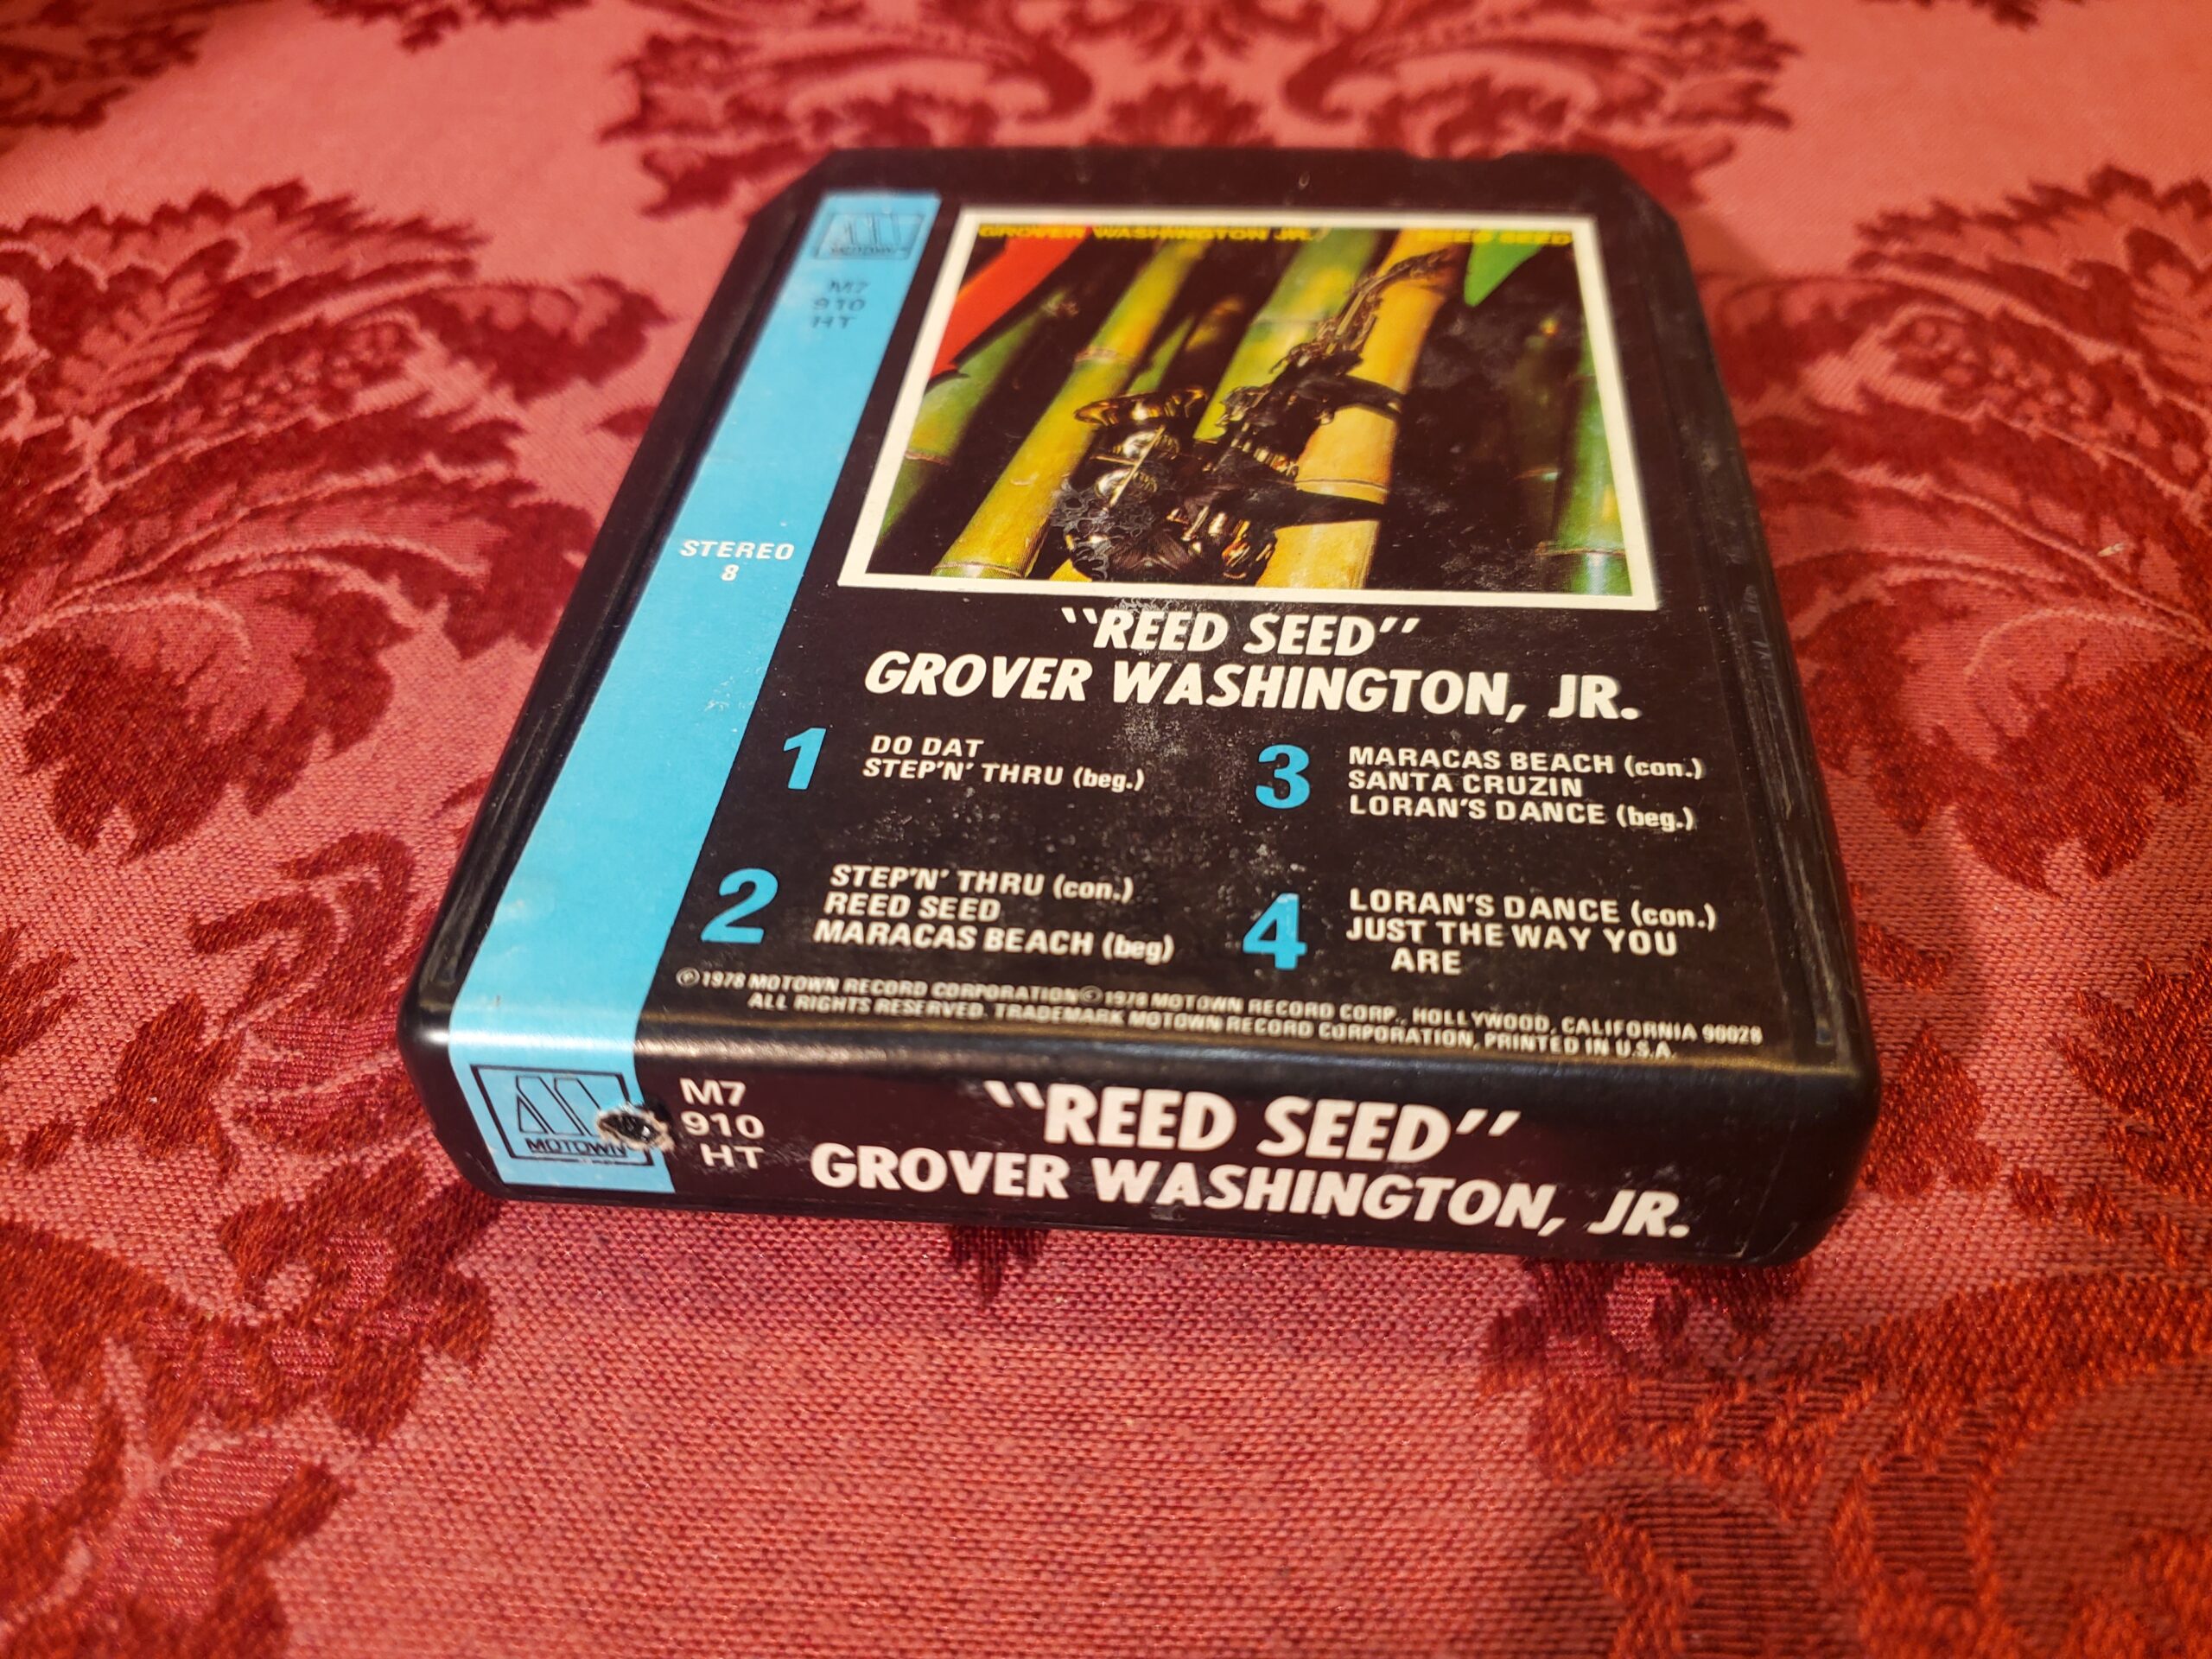 MOTOWN
M7
910
HT
STEREO
8
GROVER WASHINGTON JR. REED SEED
"REED SEED"
GROVER WASHINGTON, JR.
1
DO DAT
STEP'N' THRU (beg.)
2
STEP'N' THRU (con.)
REED SEED
MARACAS BEACH (beg)
3
MARACAS BEACH (con.)
SANTA CRUZIN
LORAN'S DANCE (beg.)
4
LORAN'S DANCE (con.)
JUST THE WAY YOU
ARE
℗1978 MOTOWN RECORD CORPORATION ©1978 MOTOWN RECORD CORP., HOLLYWOOD, CALIFORNIA 90028
ALL RIGHTS RESERVED. TRADEMARK MOTOWN RECORD CORPORATION, PRINTED IN U.S.A.
MOTOWN
M7
910
HT
"REED SEED"
GROVER WASHINGTON, JR.